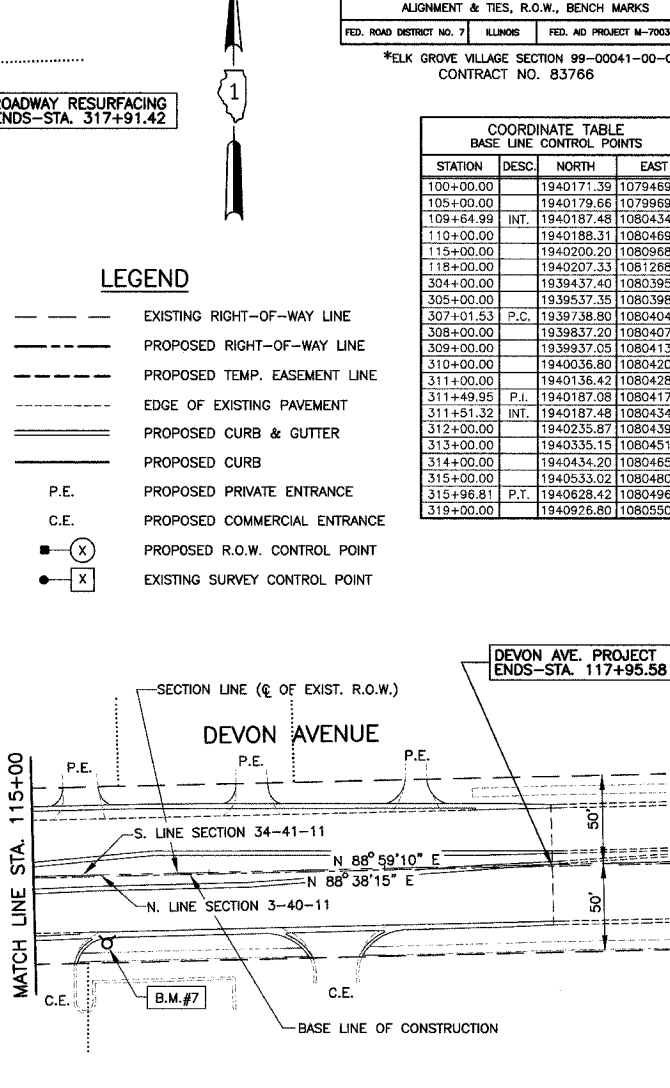 ALIGNMENT & TIES, R.O.W., BENCH MARKS
FED. ROAD DISTRICT NO. 7 ILLINOIS FED. AID PROJECT M-7003
*ELK GROVE VILLAGE SECTION 99-00041-00-
CONTRACT NO. 83766
1
ROADWAY RESURFACING
ENDS-STA. 317+91.42
COORDINATE TABLE
BASE LINE CONTROL POINTS
STATION DESC. NORTH EAST
100+00.00 1940171.39 1079469
105+00.00 1940179.66 1079969
109+64.99 INT. 1940187.48 1080434
110+00.00 1940188.31 1080469
115+00.00 1940200.20 1080968
118+00.00 1940207.33 1081268
304+00.00 1939437.40 1080395
305+00.00 1939537.35 1080398
307+01.53 P.C. 1939738.80 1080404
308+00.00 1939837.20 1080407
309+00.00 1939937.05 1080413
310+00.00 1940036.80 1080420
311+00.00 1940136.42 1080428
311+49.95 P.I. 1940187.08 1080417
311+51.32 INT. 1940187.48 1080434
312+00.00 1940235.87 1080439
313+00.00 1940335.15 1080451
314+00.00 1940434.20 1080465
315+00.00 1940533.02 1080480
315+96.81 P.T. 1940628.42 1080496
319+00.00 1940926.80 1080550
LEGEND
EXISTING RIGHT-OF-WAY LINE
PROPOSED RIGHT-OF-WAY LINE
PROPOSED TEMP. EASEMENT LINE
EDGE OF EXISTING PAVEMENT
PROPOSED CURB & GUTTER
PROPOSED CURB
P.E. PROPOSED PRIVATE ENTRANCE
C.E. PROPOSED COMMERCIAL ENTRANCE
X PROPOSED R.O.W. CONTROL POINT
X EXISTING SURVEY CONTROL POINT
DEVON AVE. PROJECT
ENDS-STA. 117+95.58
SECTION LINE (℄ OF EXIST. R.O.W.)
DEVON AVENUE
P.E.
P.E.
P.E.
MATCH LINE STA. 115+00
S. LINE SECTION 34-41-11
N 88°59'10" E
N 88°38'15" E
N. LINE SECTION 3-40-11
50'
50'
C.E.
B.M.#7
C.E.
BASE LINE OF CONSTRUCTION